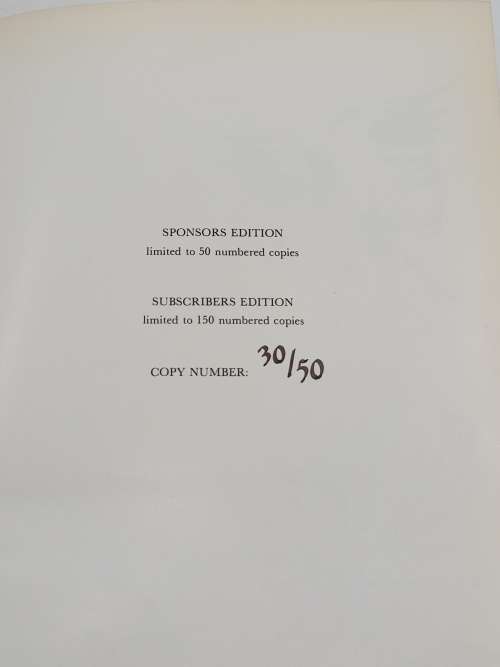 SPONSORS EDITION
limited to 50 numbered copies
SUBSCRIBERS EDITION
limited to 150 numbered copies
COPY NUMBER: 30/50